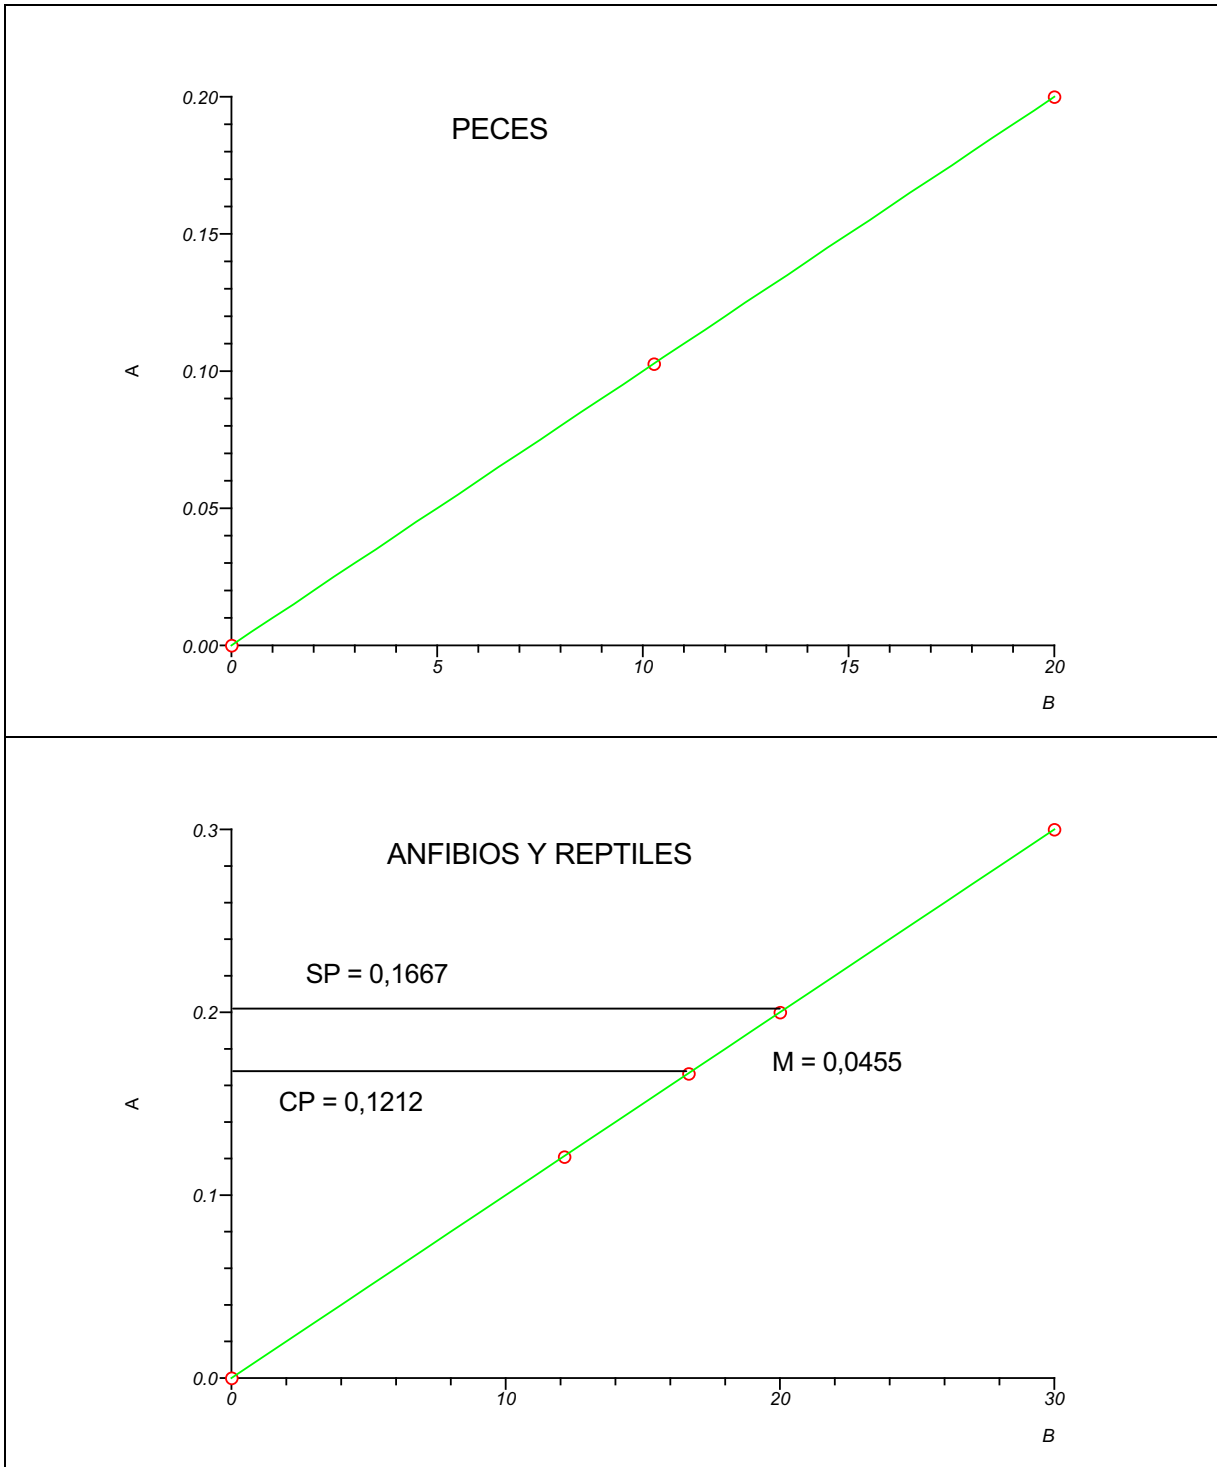 PECES
0.20
0.15
0.10
0.05
0.00
A
0 5 10 15 20
B
ANFIBIOS Y REPTILES
0.3
SP = 0,1667
0.2
M = 0,0455
CP = 0,1212
A
0.1
0.0
0 10 20 30
B